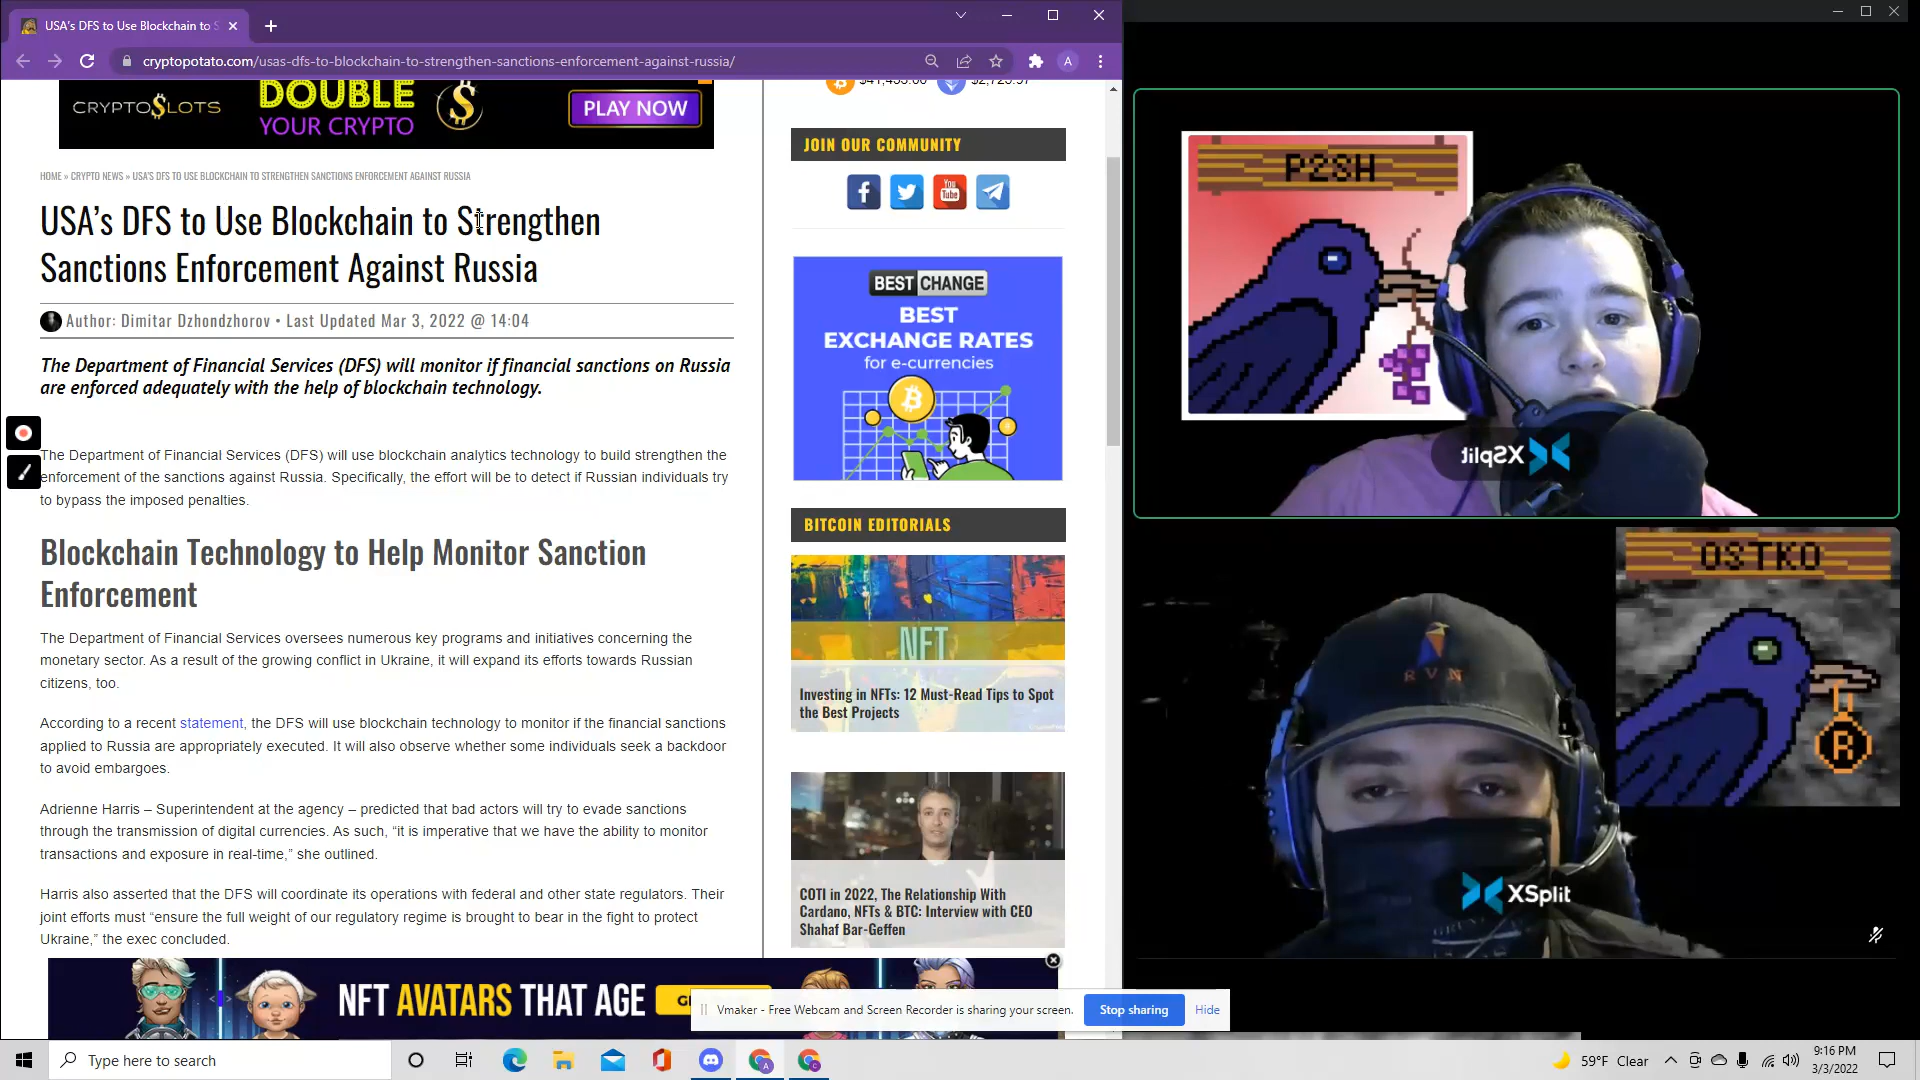 USA's DFS to Use Blockchain to S
cryptopotato.com/usas-dfs-to-blockchain-to-strengthen-sanctions-enforcement-against-russia/
A
CRYPTO$LOTS
DOUBLE
YOUR CRYPTO
PLAY NOW
HOME » CRYPTO NEWS » USA'S DFS TO USE BLOCKCHAIN TO STRENGTHEN SANCTIONS ENFORCEMENT AGAINST RUSSIA
USA's DFS to Use Blockchain to Strengthen
Sanctions Enforcement Against Russia
Author: Dimitar Dzhondzhorov • Last Updated Mar 3, 2022 @ 14:04
The Department of Financial Services (DFS) will monitor if financial sanctions on Russia
are enforced adequately with the help of blockchain technology.
The Department of Financial Services (DFS) will use blockchain analytics technology to build strengthen the
enforcement of the sanctions against Russia. Specifically, the effort will be to detect if Russian individuals try
to bypass the imposed penalties.
Blockchain Technology to Help Monitor Sanction
Enforcement
The Department of Financial Services oversees numerous key programs and initiatives concerning the
monetary sector. As a result of the growing conflict in Ukraine, it will expand its efforts towards Russian
citizens, too.
According to a recent statement, the DFS will use blockchain technology to monitor if the financial sanctions
applied to Russia are appropriately executed. It will also observe whether some individuals seek a backdoor
to avoid embargoes.
Adrienne Harris – Superintendent at the agency – predicted that bad actors will try to evade sanctions
through the transmission of digital currencies. As such, “it is imperative that we have the ability to monitor
transactions and exposure in real-time,” she outlined.
Harris also asserted that the DFS will coordinate its operations with federal and other state regulators. Their
joint efforts must “ensure the full weight of our regulatory regime is brought to bear in the fight to protect
Ukraine,” the exec concluded.
JOIN OUR COMMUNITY
You
Tube
BESTCHANGE
BEST
EXCHANGE RATES
for e-currencies
BITCOIN EDITORIALS
NFT
Investing in NFTs: 12 Must-Read Tips to Spot
the Best Projects
COTI in 2022, The Relationship With
Cardano, NFTs & BTC: Interview with CEO
Shahaf Bar-Geffen
NFT AVATARS THAT AGE
Vmaker - Free Webcam and Screen Recorder is sharing your screen.
Stop sharing
Hide
P2SH
XSplit
OSTKO
R
RVN
XSplit
Type here to search
59°F Clear
9:16 PM
3/3/2022